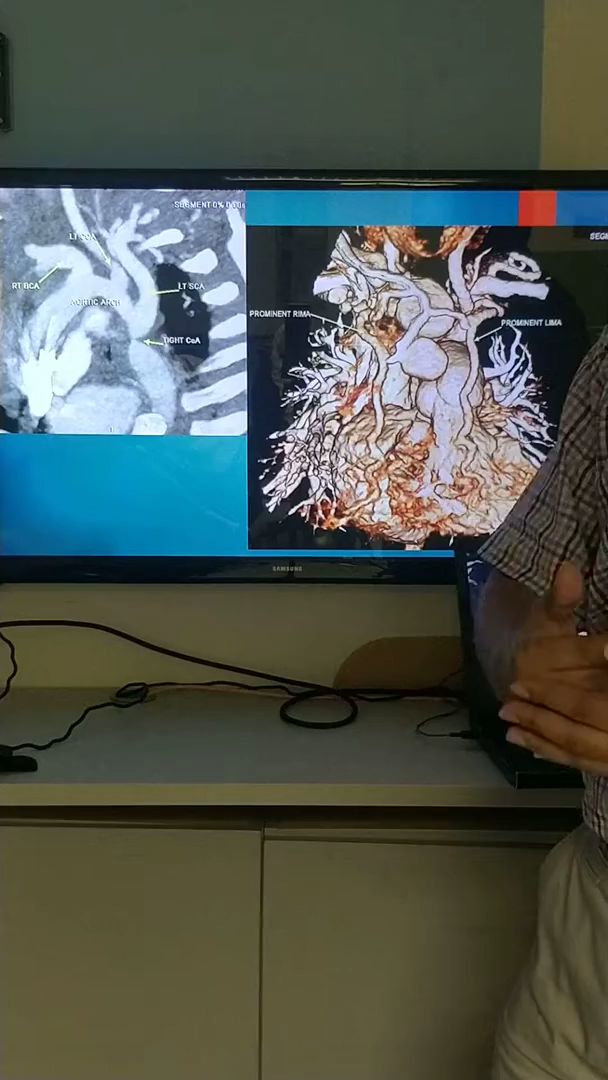 SEGMENT 0% 0.00s
LT CCA
RT BCA
LT SCA
AORTIC ARCH
TIGHT CoA
SEGM
PROMINENT RIMA
PROMINENT LIMA
SAMSUNG